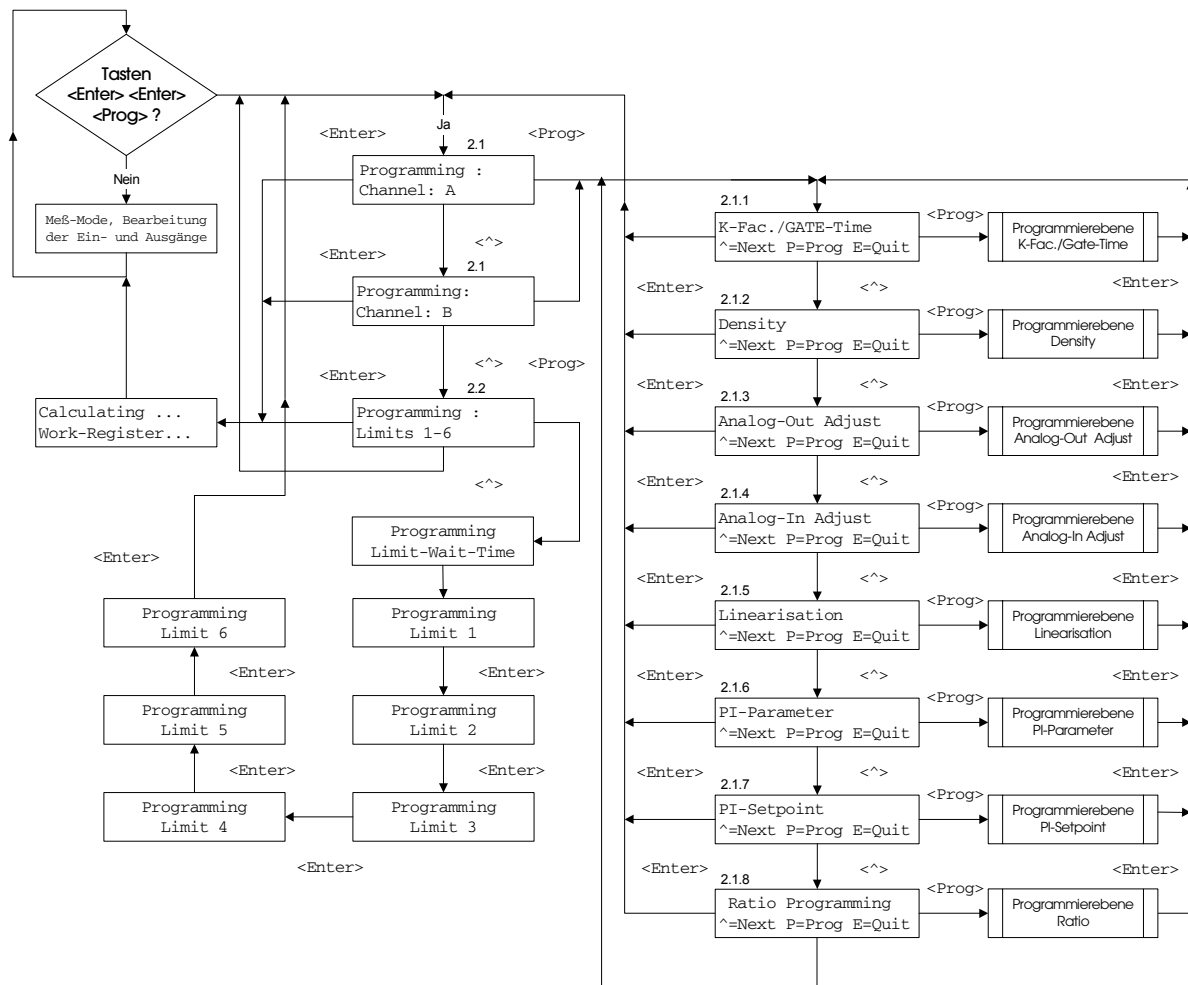 Tasten
<Enter> <Enter>
<Prog> ?
Nein
Meß-Mode, Bearbeitung
der Ein- und Ausgänge
Calculating ...
Work-Register...
<Enter>
Ja
<Prog>
2.1
Programming :
Channel: A
<^>
<Enter>
2.1
Programming:
Channel: B
<^>
<Prog>
<Enter>
2.2
Programming :
Limits 1-6
<^>
Programming
Limit-Wait-Time
Programming
Limit 1
<Enter>
Programming
Limit 2
<Enter>
Programming
Limit 3
<Enter>
Programming
Limit 4
<Enter>
Programming
Limit 5
<Enter>
Programming
Limit 6
<Enter>
2.1.1
K-Fac./GATE-Time
^=Next P=Prog E=Quit
<Prog>
Programmierebene
K-Fac./Gate-Time
<Enter>
<^>
<Enter>
2.1.2
Density
^=Next P=Prog E=Quit
<Prog>
Programmierebene
Density
<Enter>
<^>
<Enter>
2.1.3
Analog-Out Adjust
^=Next P=Prog E=Quit
<Prog>
Programmierebene
Analog-Out Adjust
<Enter>
<^>
<Enter>
2.1.4
Analog-In Adjust
^=Next P=Prog E=Quit
<Prog>
Programmierebene
Analog-In Adjust
<Enter>
<^>
<Enter>
2.1.5
Linearisation
^=Next P=Prog E=Quit
<Prog>
Programmierebene
Linearisation
<Enter>
<^>
<Enter>
2.1.6
PI-Parameter
^=Next P=Prog E=Quit
<Prog>
Programmierebene
PI-Parameter
<Enter>
<^>
<Enter>
2.1.7
PI-Setpoint
^=Next P=Prog E=Quit
<Prog>
Programmierebene
PI-Setpoint
<Enter>
<^>
<Enter>
2.1.8
Ratio Programming
^=Next P=Prog E=Quit
<Prog>
Programmierebene
Ratio